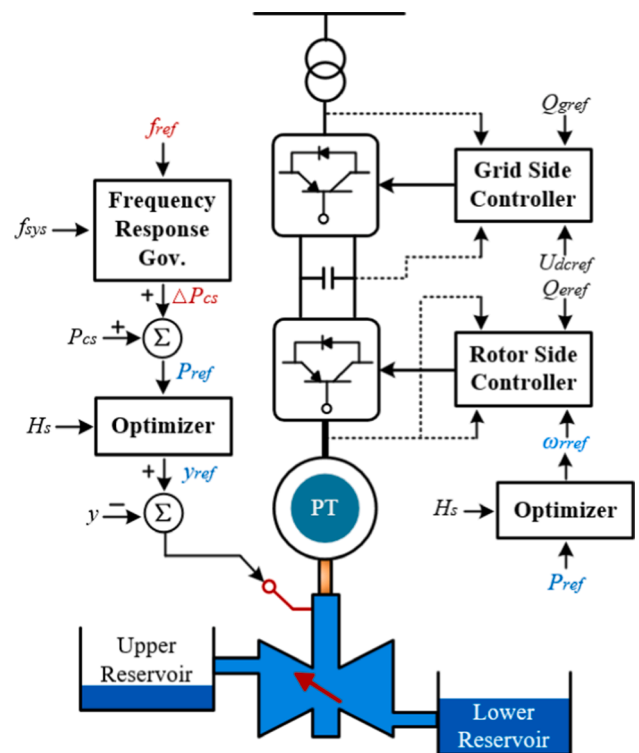 fref
Frequency
Response
Gov.
fsys
+
△Pcs
Pcs
+
Σ
Pref
Hs
Optimizer
+
yref
y
−
Σ
Qgref
Grid Side
Controller
Udcref
Qeref
Rotor Side
Controller
ωrref
Hs
Optimizer
Pref
PT
Upper
Reservoir
Lower
Reservoir